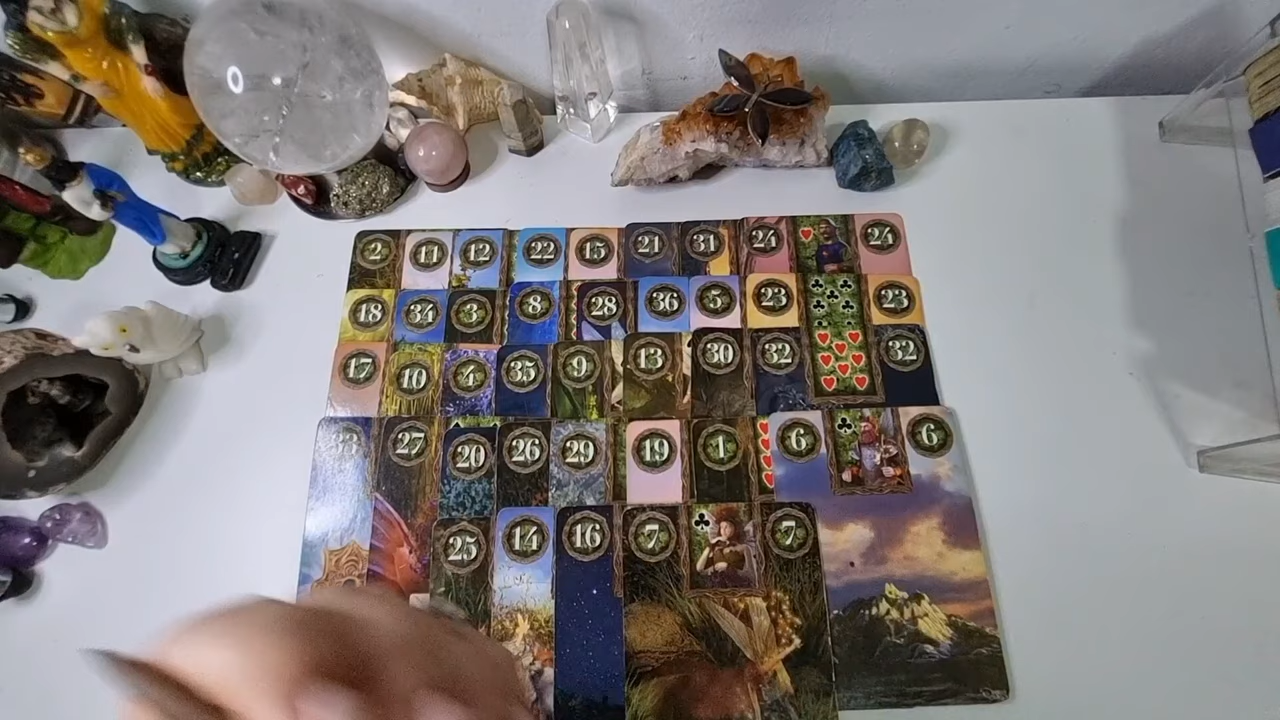 2 11 12 22 15 21 31 24 24
18 34 3 8 28 36 5 23 23
17 10 4 35 9 13 30 32 32
33 27 20 26 29 19 1 6 6
25 14 16 7 7